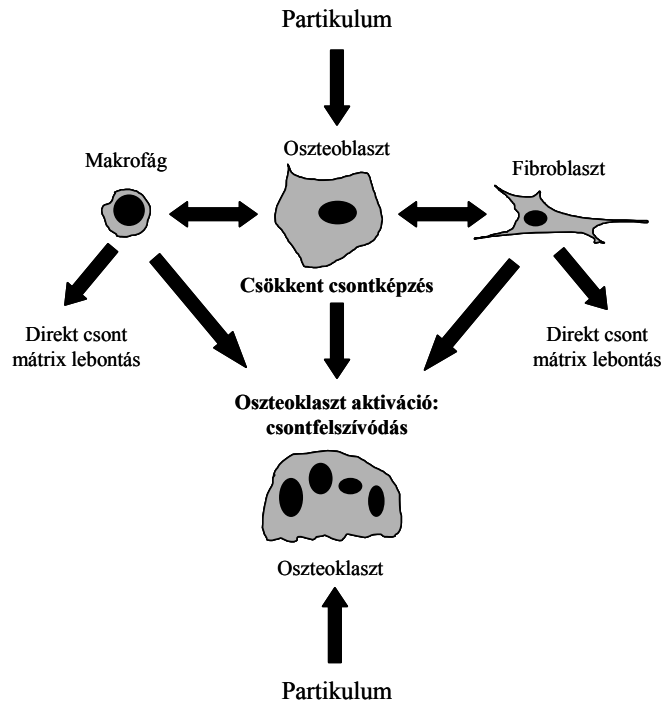 Partikulum
Oszteoblaszt
Makrofág
Fibroblaszt
Csökkent csontképzés
Direkt csont
mátrix lebontás
Direkt csont
mátrix lebontás
Oszteoklaszt aktiváció:
csontfelszívódás
Oszteoklaszt
Partikulum